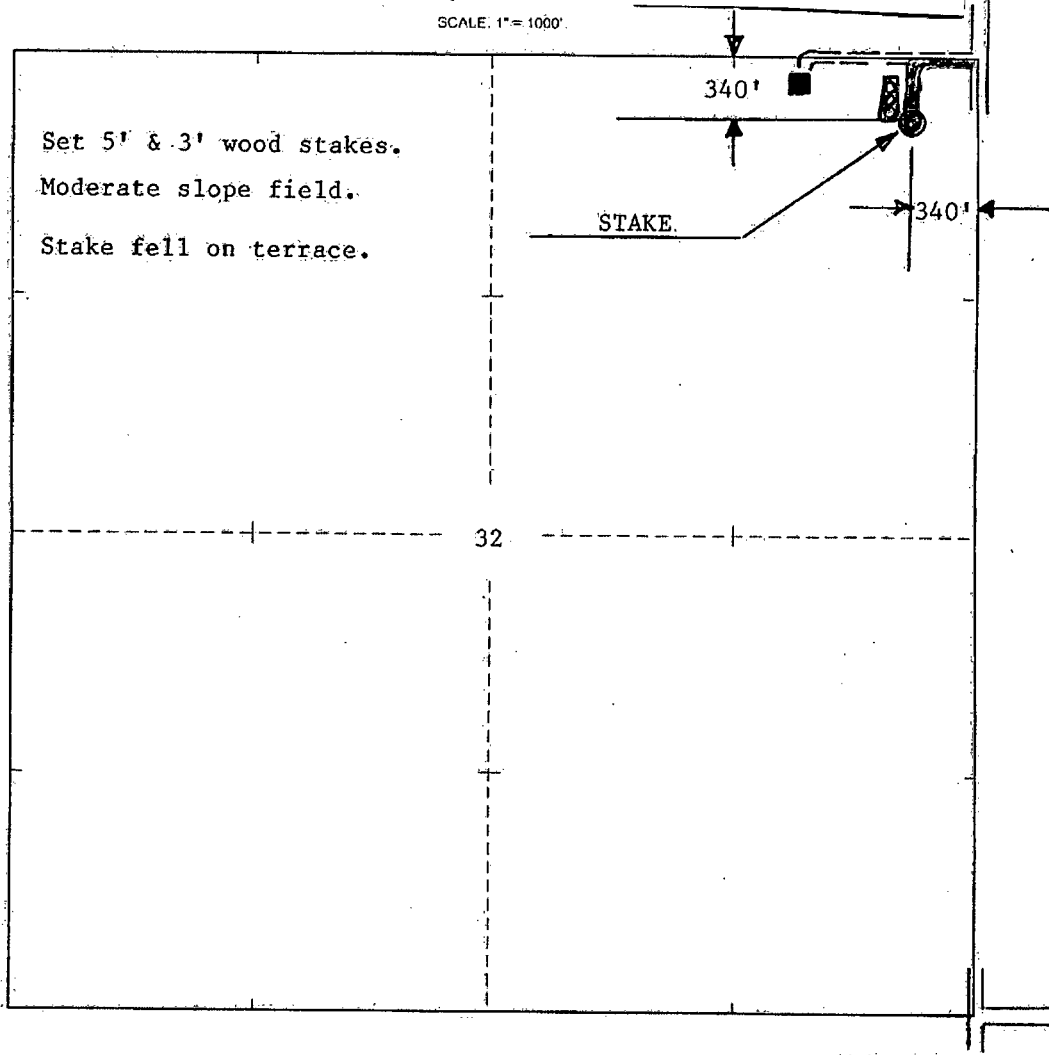 SCALE: 1"= 1000'
340'
Set 5' & 3' wood stakes.
Moderate slope field.
STAKE.
340'
Stake fell on terrace.
32